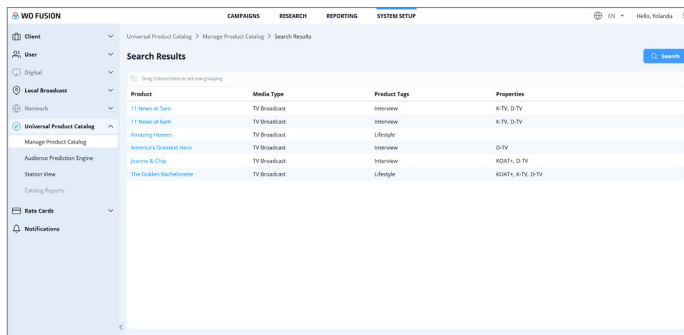 WO FUSION
CAMPAIGNS RESEARCH REPORTING SYSTEM SETUP
EN Hello, Yolanda
Client
User
Digital
Local Broadcast
Network
Universal Product Catalog
Manage Product Catalog
Audience Prediction Engine
Station View
Catalog Reports
Rate Cards
Notifications
Universal Product Catalog > Manage Product Catalog > Search Results
Search Results
Search
Drag Column here to set row grouping
Product Media Type Product Tags Properties
11 News at 5am TV Broadcast Interview K-TV, D-TV
11 News at 6am TV Broadcast Interview K-TV, D-TV
Amazing Homes TV Broadcast Lifestyle
America's Greatest Hero TV Broadcast Interview D-TV
Joanne & Chip TV Broadcast Interview KOAT+, D-TV
The Golden Bachelorette TV Broadcast Lifestyle KOAT+, K-TV, D-TV